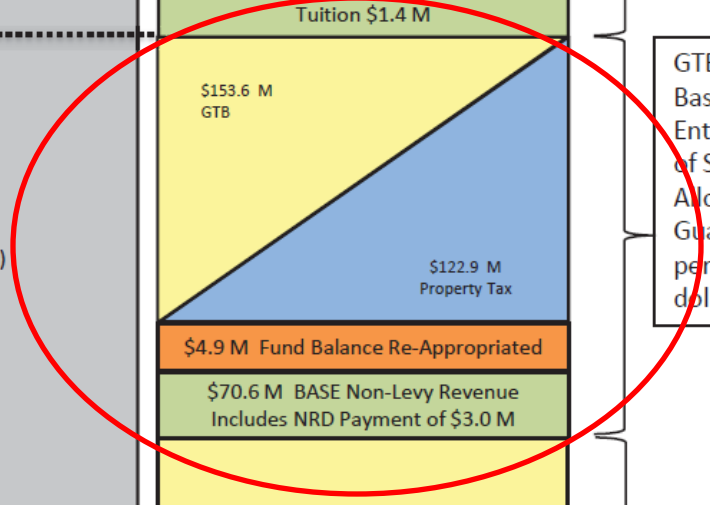 Tuition $1.4 M
$153.6 M
GTB
$122.9 M
Property Tax
$4.9 M Fund Balance Re-Appropriated
$70.6 M BASE Non-Levy Revenue
Includes NRD Payment of $3.0 M
)
of